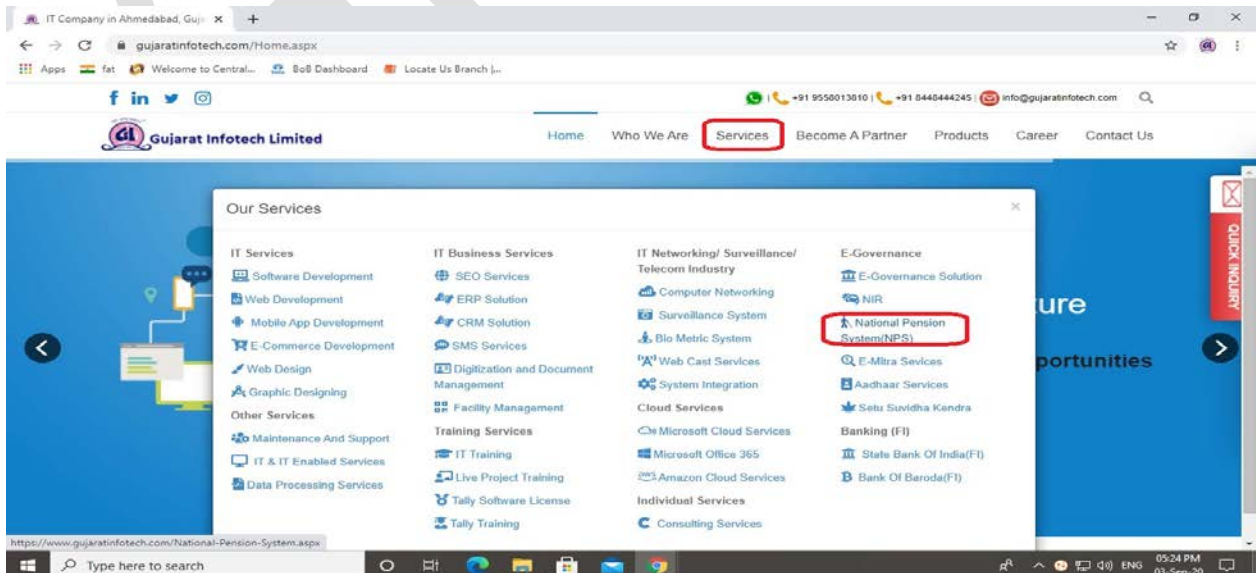 IT Company in Ahmedabad, Guj
gujaratinfotech.com/Home.aspx
Apps fat Welcome to Central... BoB Dashboard Locate Us Branch |...
f in
| +91 9558013810 | +91 8448444245 | info@gujaratinfotech.com
GI Gujarat Infotech Limited
Home Who We Are Services Become A Partner Products Career Contact Us
Our Services ×
IT Services
Software Development
Web Development
Mobile App Development
E-Commerce Development
Web Design
Graphic Designing
Other Services
Maintenance And Support
IT & IT Enabled Services
Data Processing Services
IT Business Services
SEO Services
ERP Solution
CRM Solution
SMS Services
Digitization and Document
Management
Facility Management
Training Services
IT Training
Live Project Training
Tally Software License
Tally Training
IT Networking/ Surveillance/
Telecom Industry
Computer Networking
Surveillance System
Bio Metric System
Web Cast Services
System Integration
Cloud Services
Microsoft Cloud Services
Microsoft Office 365
Amazon Cloud Services
Individual Services
Consulting Services
E-Governance
E-Governance Solution
NIR
National Pension
System(NPS)
E-Mitra Sevices
Aadhaar Services
Setu Suvidha Kendra
Banking (FI)
State Bank Of India(FI)
Bank Of Baroda(FI)
ture
portunities
QUICK INQUIRY
https://www.gujaratinfotech.com/National-Pension-System.aspx
Type here to search
ENG
05:24 PM
03-Sep-20